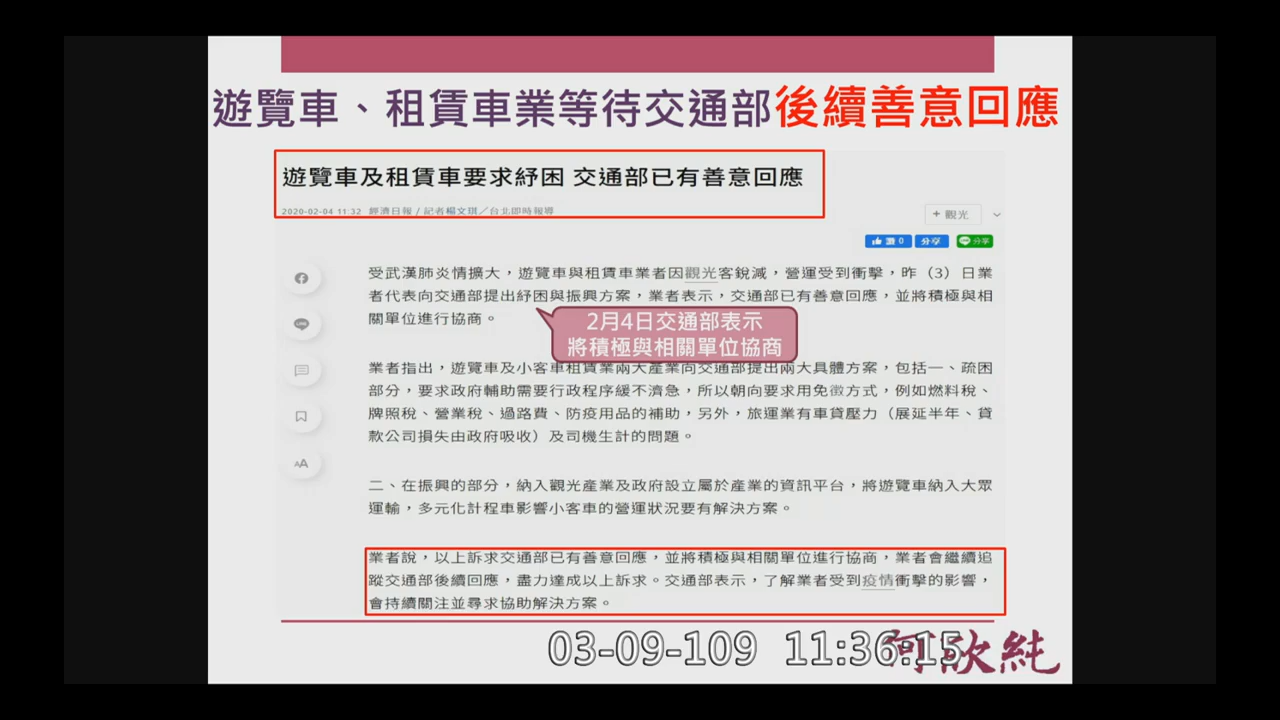 遊覽車、租賃車業等待交通部後續善意回應
遊覽車及租賃車要求紓困 交通部已有善意回應
2020-02-04 11:32 經濟日報 / 記者楊文琪／台北即時報導
+ 觀光
讚 0 分享 分享
受武漢肺炎情擴大，遊覽車與租賃車業者因觀光客銳減，營運受到衝擊，昨（3）日業
者代表向交通部提出紓困與振興方案，業者表示，交通部已有善意回應，並將積極與相
關單位進行協商。
2月4日交通部表示
將積極與相關單位協商
業者指出，遊覽車及小客車租賃業兩大產業向交通部提出兩大具體方案，包括一、疏困
部分，要求政府輔助需要行政程序緩不濟急，所以朝向要求用免徵方式，例如燃料稅、
牌照稅、營業稅、過路費、防疫用品的補助，另外，旅運業有車貸壓力（展延半年、貸
款公司損失由政府吸收）及司機生計的問題。
二、在振興的部分，納入觀光產業及政府設立屬於產業的資訊平台，將遊覽車納入大眾
運輸，多元化計程車影響小客車的營運狀況要有解決方案。
業者說，以上訴求交通部已有善意回應，並將積極與相關單位進行協商，業者會繼續追
蹤交通部後續回應，盡力達成以上訴求。交通部表示，了解業者受到疫情衝擊的影響，
會持續關注並尋求協助解決方案。
03-09-109 11:36:15
何欣純